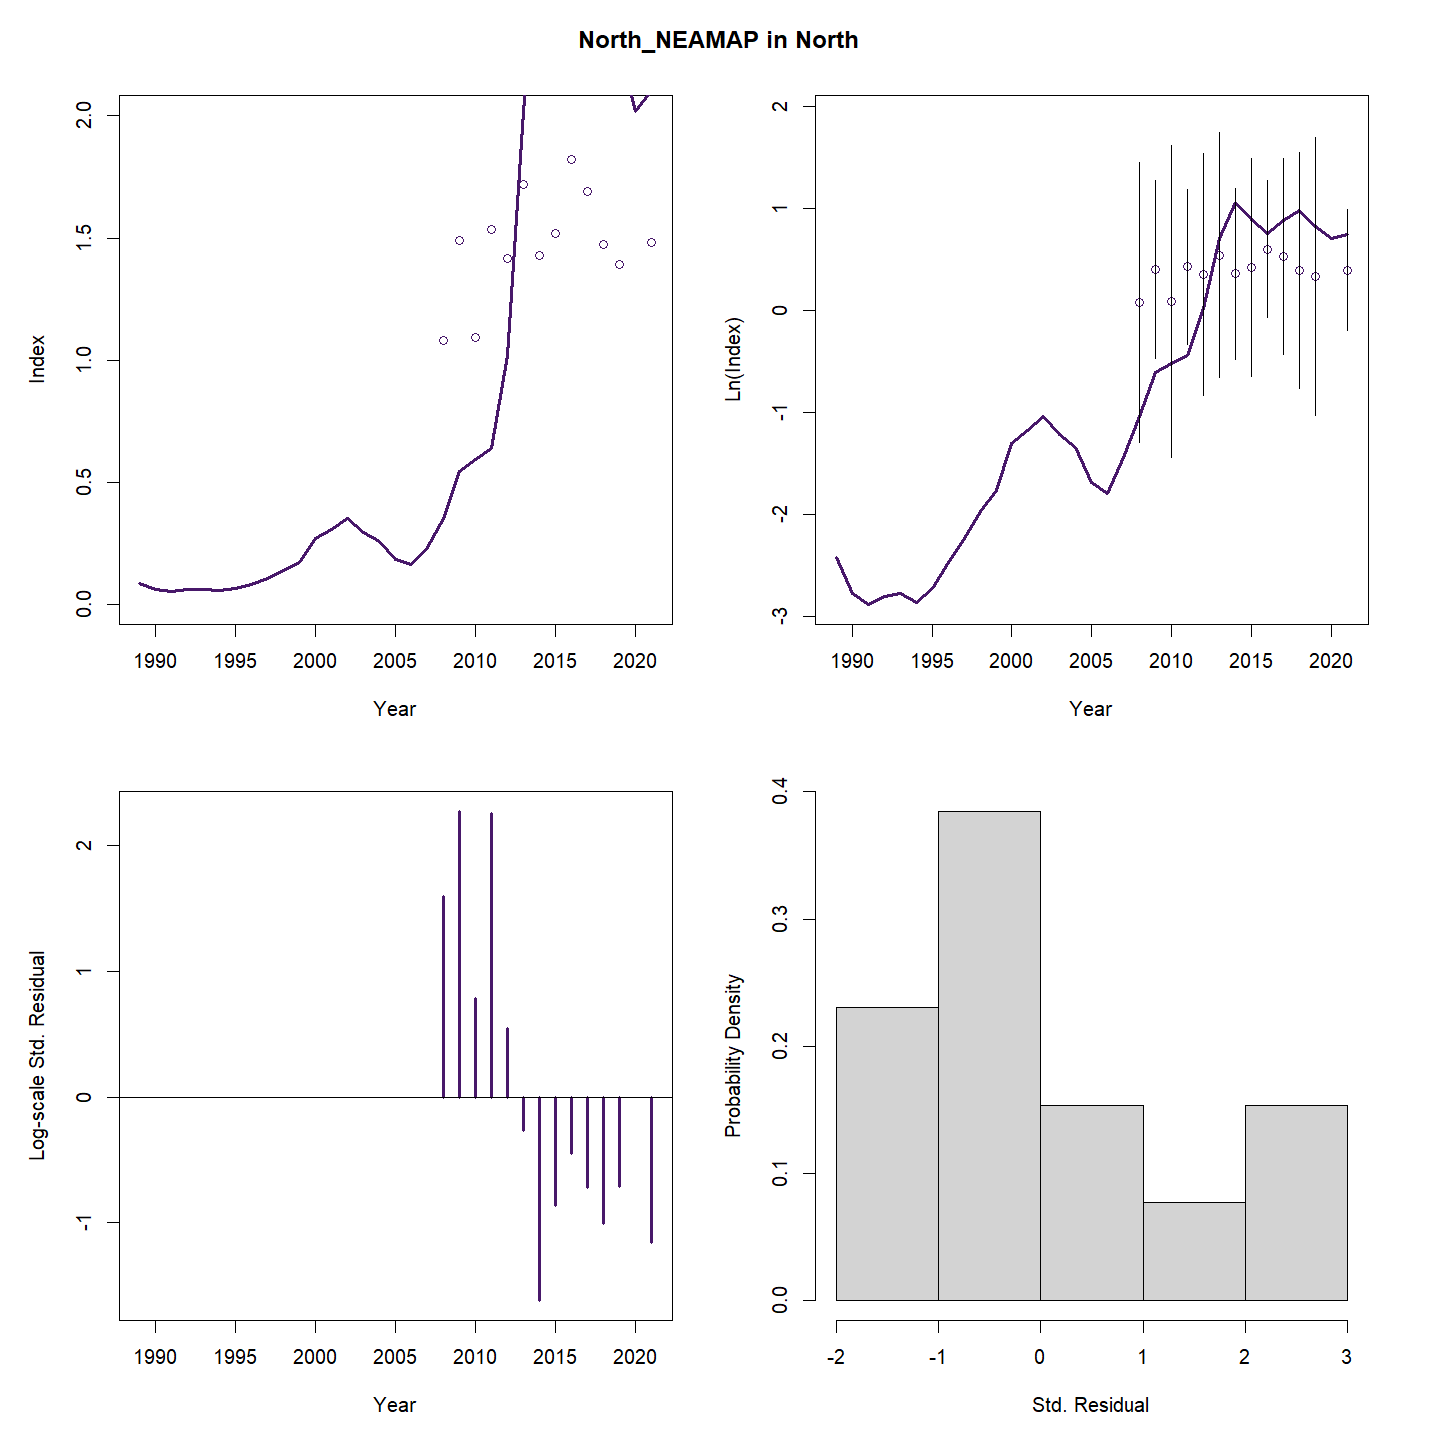 North_NEAMAP in North
Index
0.0 0.5 1.0 1.5 2.0
1990 1995 2000 2005 2010 2015 2020
Year
Ln(Index)
-3 -2 -1 0 1 2
1990 1995 2000 2005 2010 2015 2020
Year
Log-scale Std. Residual
-1 0 1 2
1990 1995 2000 2005 2010 2015 2020
Year
Probability Density
0.0 0.1 0.2 0.3 0.4
-2 -1 0 1 2 3
Std. Residual